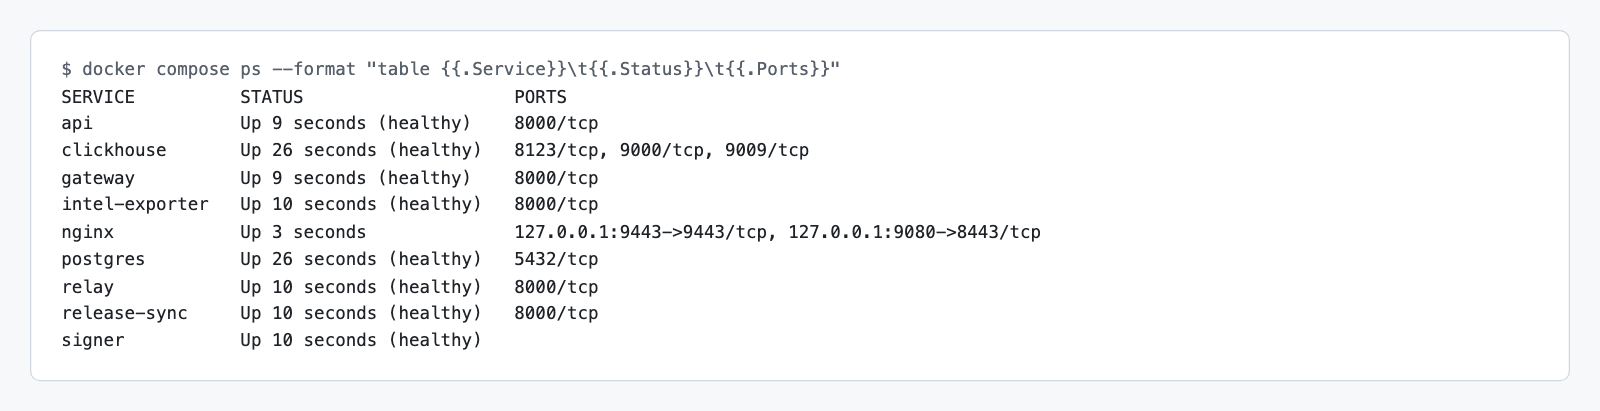 $ docker compose ps --format "table {{.Service}}\t{{.Status}}\t{{.Ports}}"
SERVICE          STATUS                    PORTS
api              Up 9 seconds (healthy)    8000/tcp
clickhouse       Up 26 seconds (healthy)   8123/tcp, 9000/tcp, 9009/tcp
gateway          Up 9 seconds (healthy)    8000/tcp
intel-exporter   Up 10 seconds (healthy)   8000/tcp
nginx            Up 3 seconds              127.0.0.1:9443->9443/tcp, 127.0.0.1:9080->8443/tcp
postgres         Up 26 seconds (healthy)   5432/tcp
relay            Up 10 seconds (healthy)   8000/tcp
release-sync     Up 10 seconds (healthy)   8000/tcp
signer           Up 10 seconds (healthy)